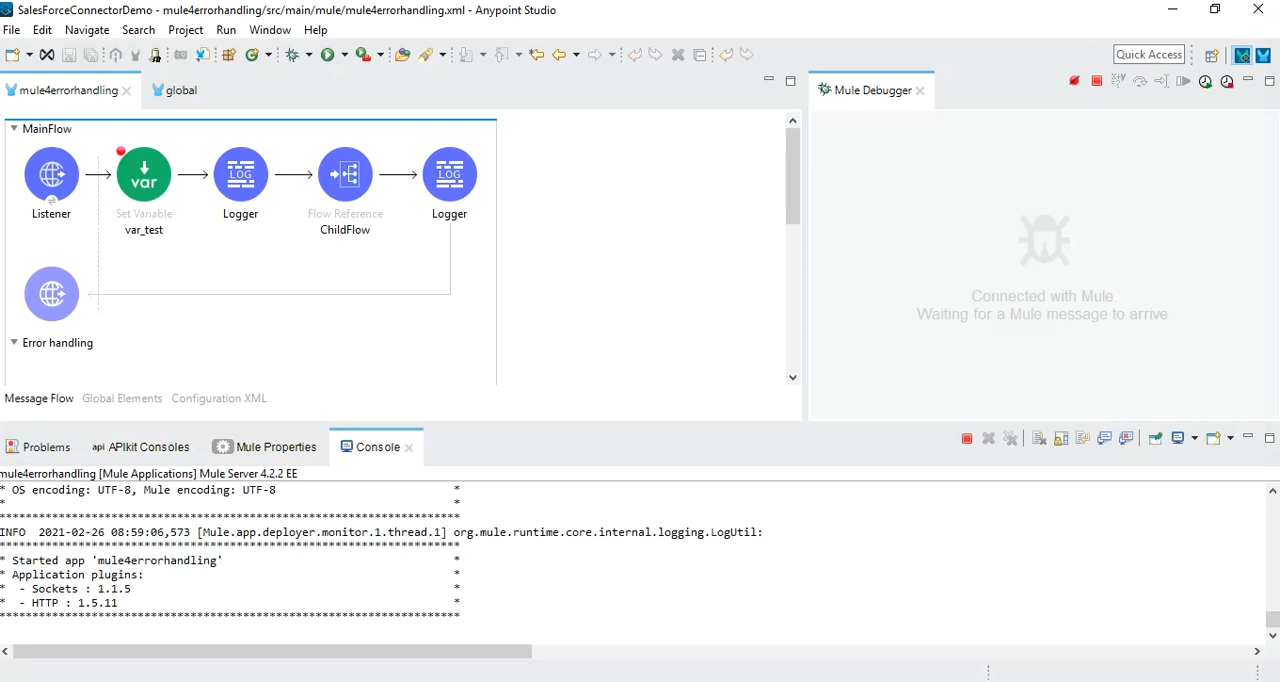 SalesForceConnectorDemo - mule4errorhandling/src/main/mule/mule4errorhandling.xml - Anypoint Studio
File Edit Navigate Search Project Run Window Help
Quick Access
mule4errorhandling global
Mule Debugger
MainFlow
var LOG LOG
Listener Set Variable Logger Flow Reference Logger
var_test ChildFlow
Connected with Mule.
Waiting for a Mule message to arrive.
Error handling
Message Flow Global Elements Configuration XML
Problems api APIkit Consoles Mule Properties Console
mule4errorhandling [Mule Applications] Mule Server 4.2.2 EE
* OS encoding: UTF-8, Mule encoding: UTF-8 *
* *
**********************************************************************
INFO 2021-02-26 08:59:06,573 [Mule.app.deployer.monitor.1.thread.1] org.mule.runtime.core.internal.logging.LogUtil:
**********************************************************************
* Started app 'mule4errorhandling' *
* Application plugins: *
* - Sockets : 1.1.5 *
* - HTTP : 1.5.11 *
**********************************************************************